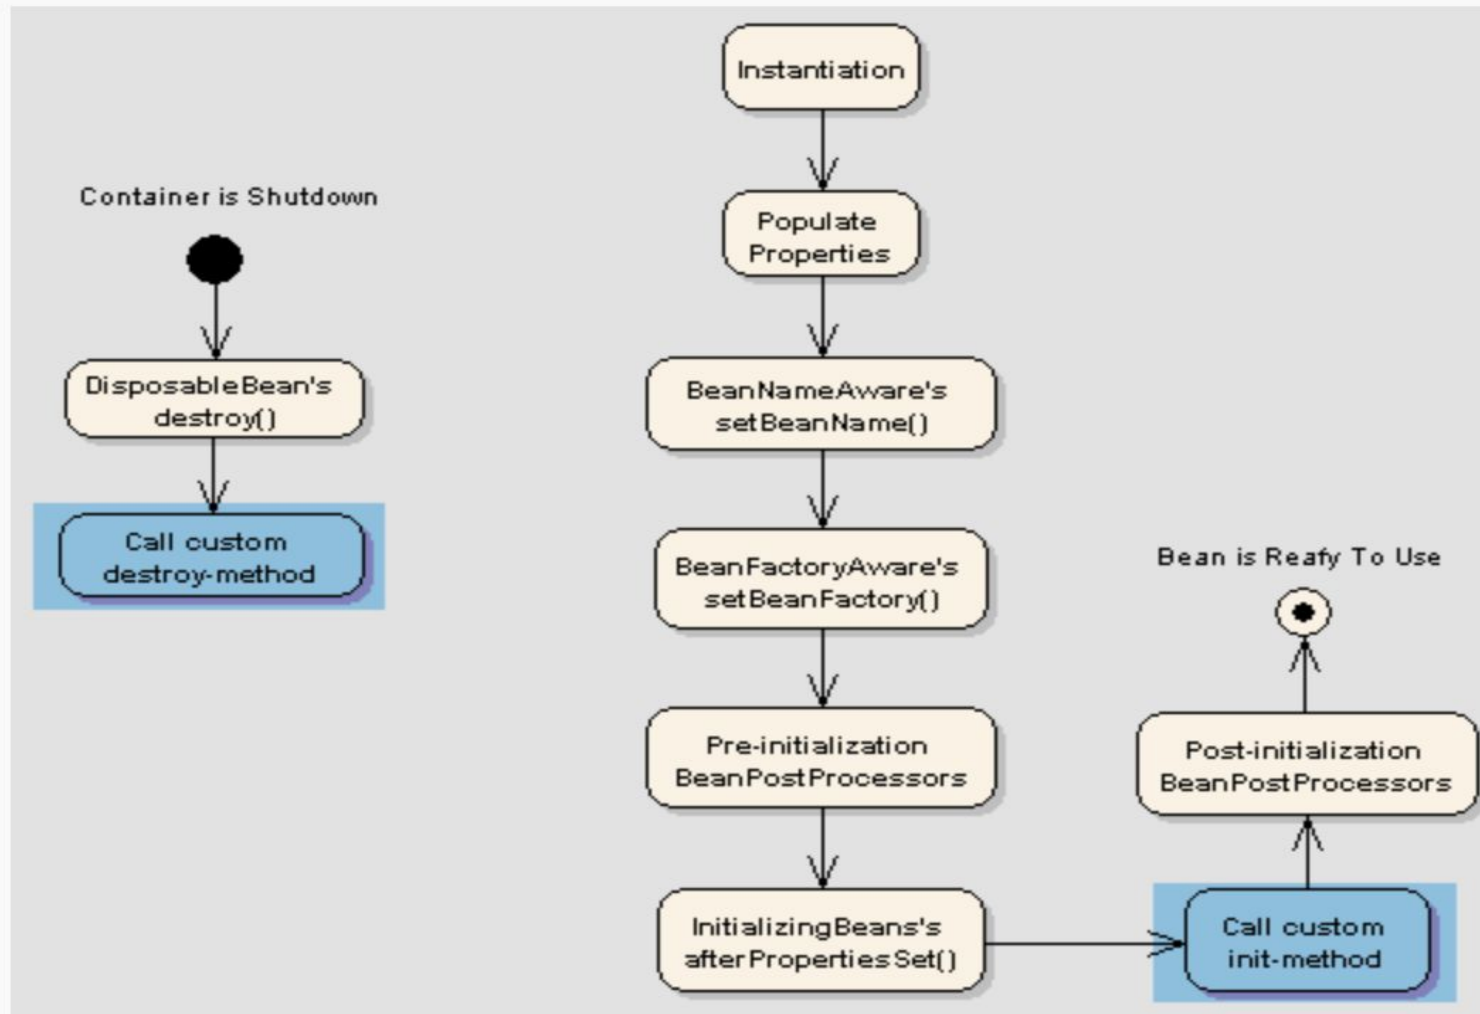 Instantiation
Container is Shutdown
Populate
Properties
DisposableBean's
destroy()
BeanNameAware's
setBeanName()
Call custom
destroy-method
BeanFactoryAware's
setBeanFactory()
Bean is Reafy To Use
Pre-initialization
BeanPostProcessors
Post-initialization
BeanPostProcessors
InitializingBeans's
afterPropertiesSet()
Call custom
init-method